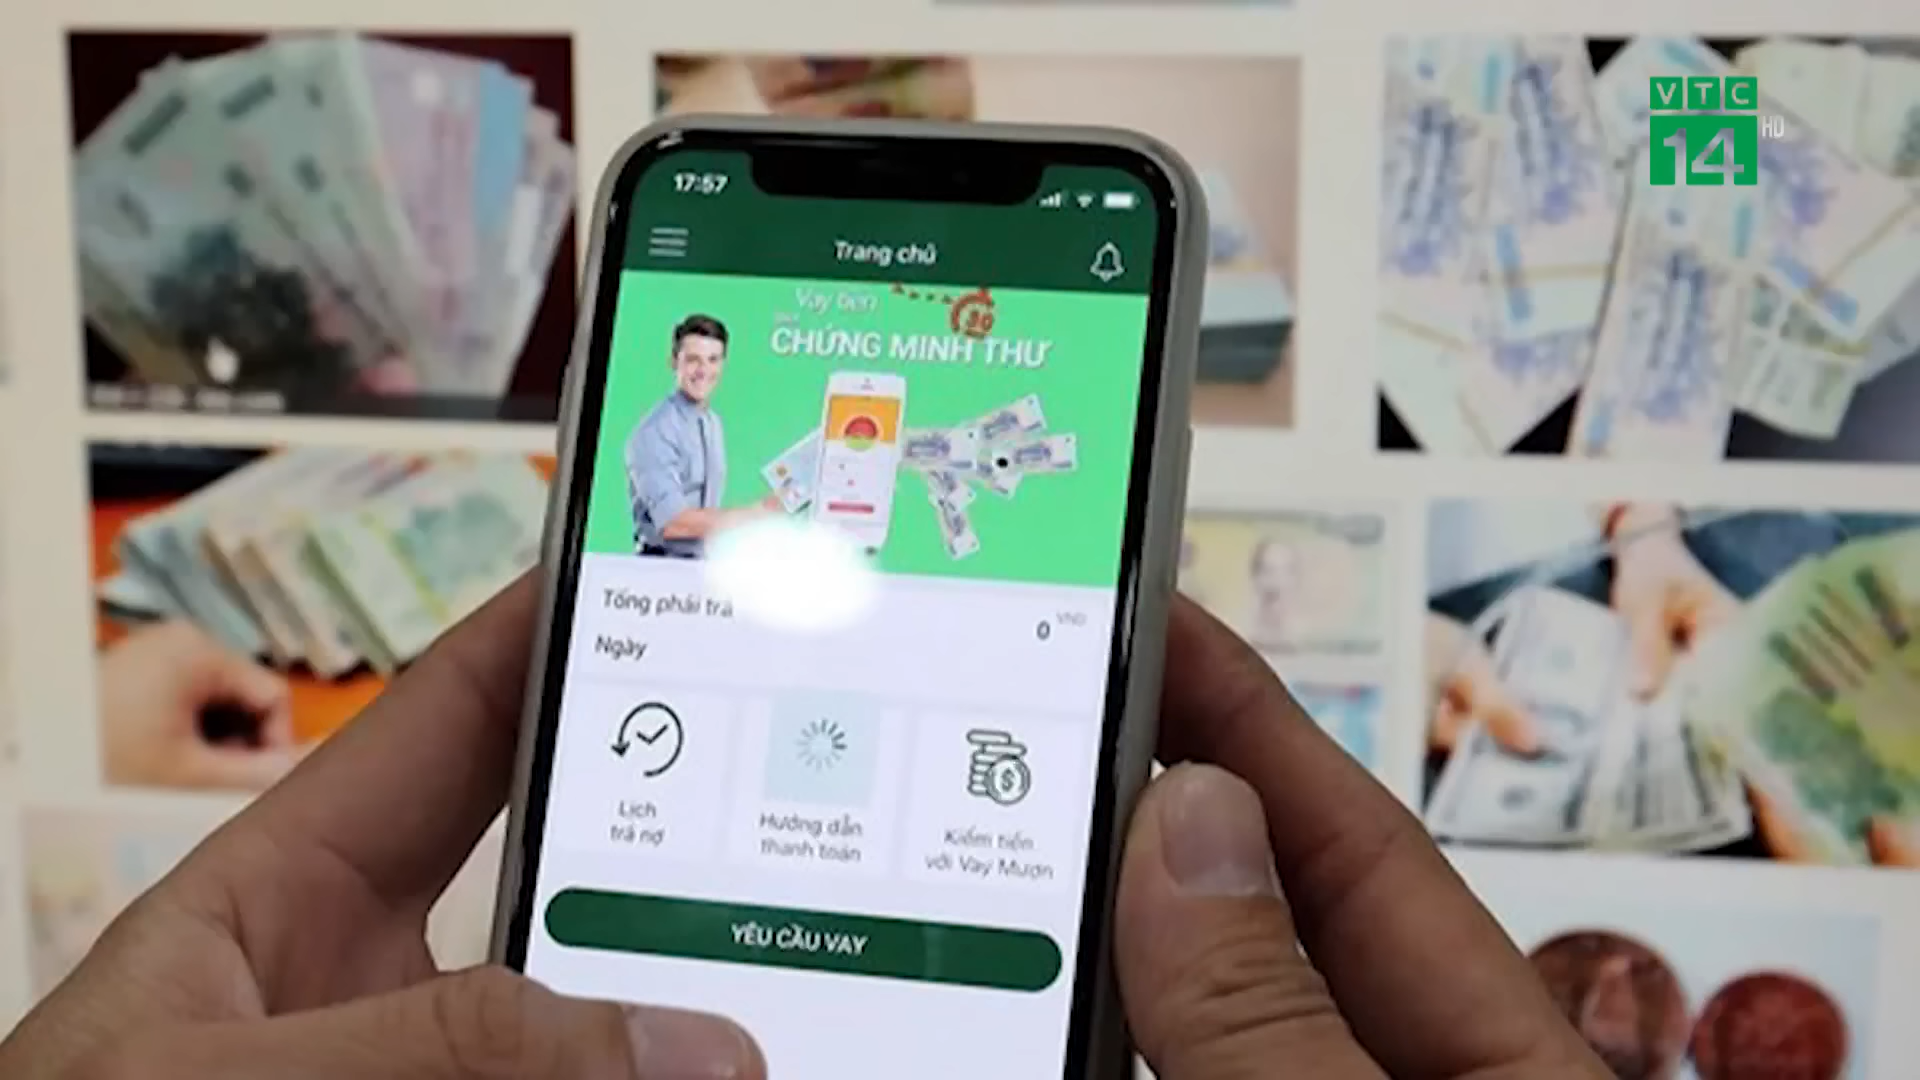 VTC
14 HD
17:57
Trang chủ
Vay tiền
30
CHỨNG MINH THƯ
Tổng phải trả
0 VND
Ngày
Lịch
trả nợ
Hướng dẫn
thanh toán
Kiếm tiền
với Vay Mượn
YÊU CẦU VAY